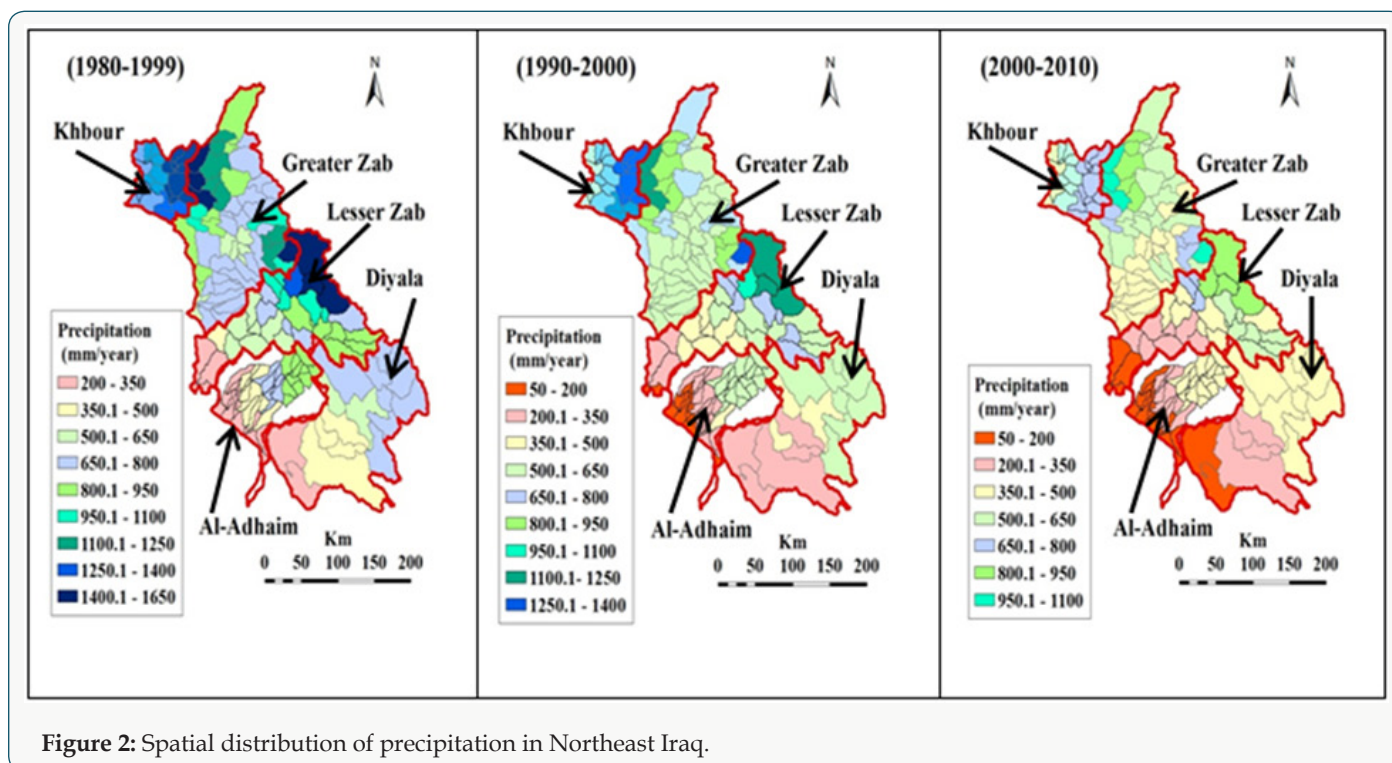 (1980-1999)
N
Khbour
Greater Zab
Lesser Zab
Diyala
Precipitation
(mm/year)
200 - 350
350.1 - 500
500.1 - 650
650.1 - 800
800.1 - 950
950.1 - 1100
1100.1 - 1250
1250.1 - 1400
1400.1 - 1650
Al-Adhaim
Km
0 50 100 200
(1990-2000)
N
Khbour
Greater Zab
Lesser Zab
Diyala
Precipitation
(mm/year)
50 - 200
200.1 - 350
350.1 - 500
500.1 - 650
650.1 - 800
800.1 - 950
950.1 - 1100
1100.1- 1250
1250.1 - 1400
Al-Adhaim
Km
0 50 100 200
(2000-2010)
N
Khbour
Greater Zab
Lesser Zab
Diyala
Precipitation
(mm/year)
50 - 200
200.1 - 350
350.1 - 500
500.1 - 650
650.1 - 800
800.1 - 950
950.1 - 1100
Al-Adhaim
Km
0 50 100 200
Figure 2: Spatial distribution of precipitation in Northeast Iraq.